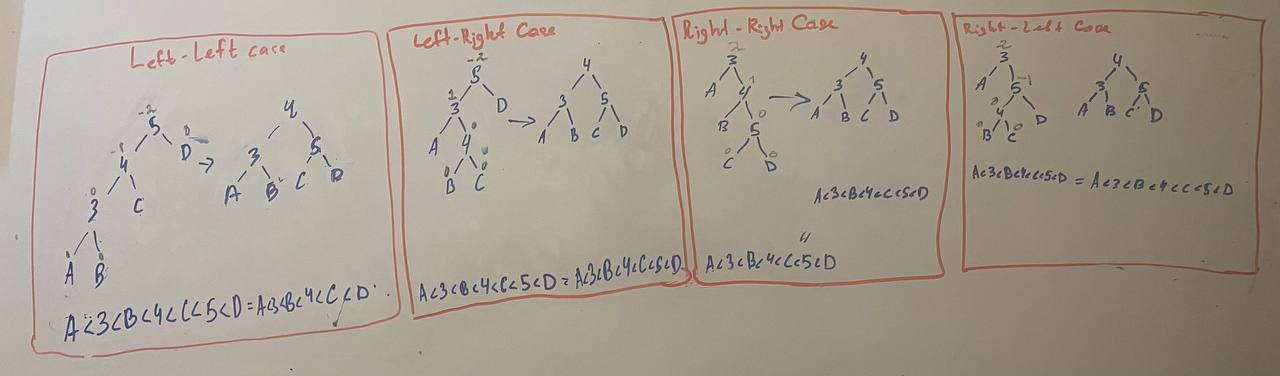 Left-Left case
-2
5
-1
0
4
D
0
3
C
0
0
A
B
→
4
3
5
A
B
C
D
A<3<B<4<C<5<D=A<3<B<4<C<D
Left-Right Case
-2
5
1
3
D
0
A
4
0
0
B
C
→
4
3
5
A
B
C
D
A<3<B<4<C<5<D=A<3<B<4<C<5<D
Right-Right Case
2
3
1
A
4
0
B
5
0
0
C
D
→
4
3
5
A
B
C
D
A<3<B<4<C<5<D
"
A<3<B<4<C<5<D
Right-Left Case
2
3
-1
A
5
0
4
D
0
0
B
C
4
3
5
A
B
C
D
A<3<B<4<C<5<D = A<3<B<4<C<5<D